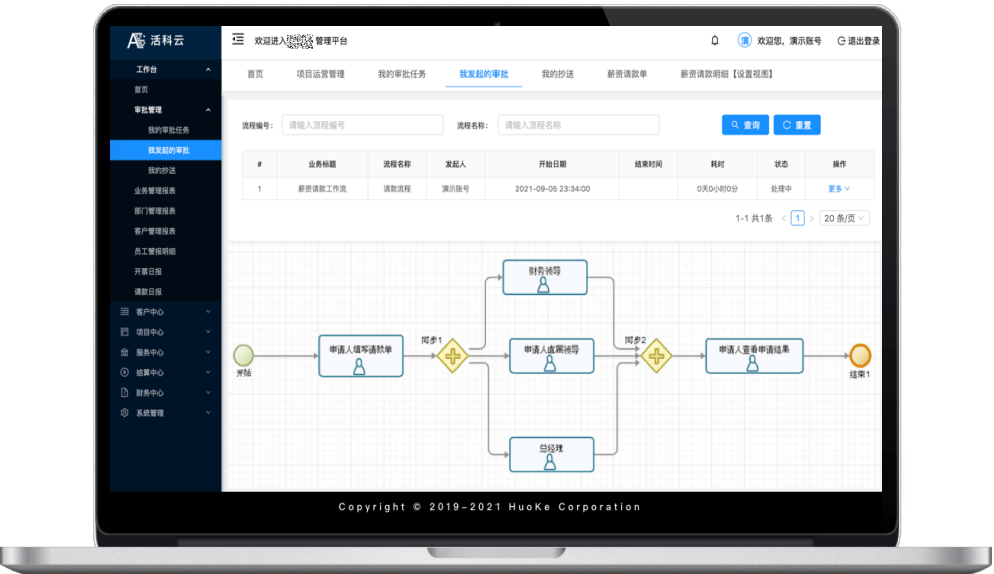 活科云
欢迎进入 管理平台
演 欢迎您，演示账号 退出登录
工作台
首页
审批管理
我的审批任务
我发起的审批
我的抄送
业务管理报表
部门管理报表
客户管理报表
员工管报明细
开票日报
请款日报
客户中心
项目中心
服务中心
结算中心
财务中心
系统管理
首页 项目运营管理 我的审批任务 我发起的审批 我的抄送 薪资请款单 薪资请款明细【设置视图】
流程编号： 请输入流程编号 流程名称： 请输入流程名称 查询 重置
# 业务标题 流程名称 发起人 开始日期 结束时间 耗时 状态 操作
1 薪资请款工作流 请款流程 演示账号 2021-09-05 23:34:00 0天0小时0分 处理中 更多
1-1 共1条 < 1 > 20 条/页
财务领导
同步1
同步2
申请人填写请款单
申请人直属领导
申请人查看申请结果
开始
结束1
总经理
Copyright © 2019-2021 HuoKe Corporation